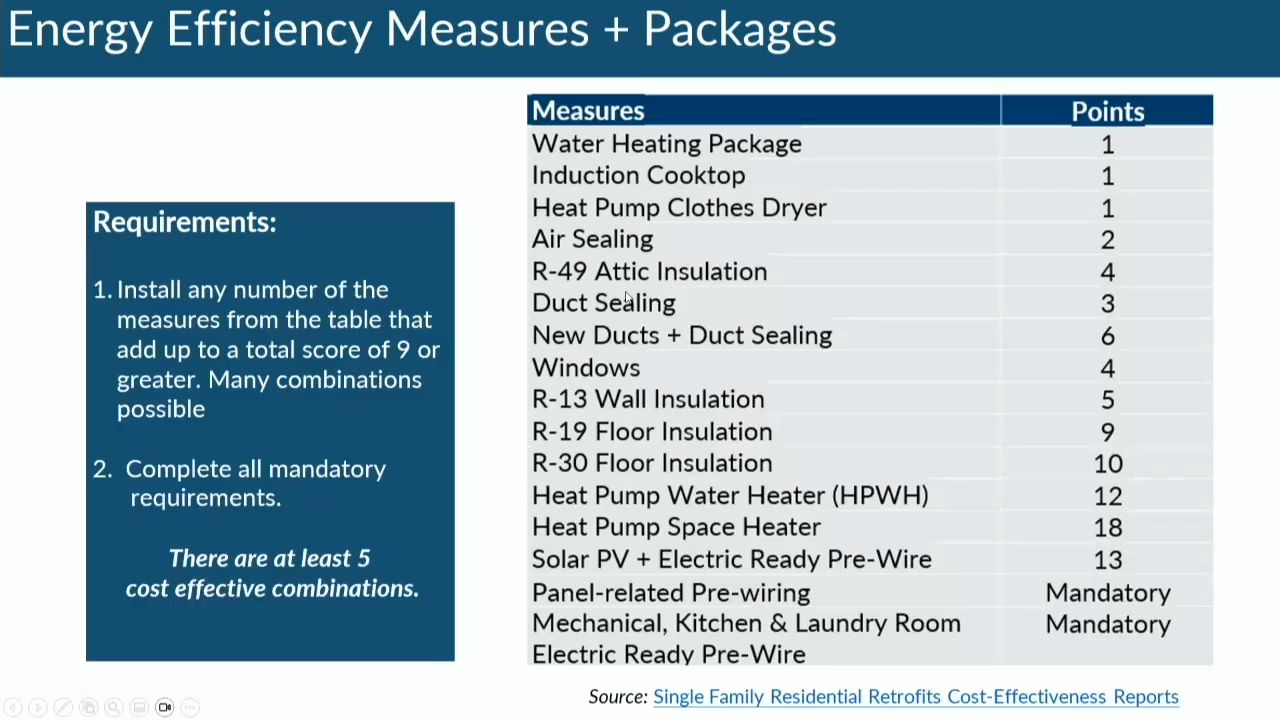 Energy Efficiency Measures + Packages
Requirements:
1. Install any number of the
measures from the table that
add up to a total score of 9 or
greater. Many combinations
possible
2. Complete all mandatory
requirements.
There are at least 5
cost effective combinations.
Measures Points
Water Heating Package 1
Induction Cooktop 1
Heat Pump Clothes Dryer 1
Air Sealing 2
R-49 Attic Insulation 4
Duct Sealing 3
New Ducts + Duct Sealing 6
Windows 4
R-13 Wall Insulation 5
R-19 Floor Insulation 9
R-30 Floor Insulation 10
Heat Pump Water Heater (HPWH) 12
Heat Pump Space Heater 18
Solar PV + Electric Ready Pre-Wire 13
Panel-related Pre-wiring Mandatory
Mechanical, Kitchen & Laundry Room Mandatory
Electric Ready Pre-Wire
Source: Single Family Residential Retrofits Cost-Effectiveness Reports